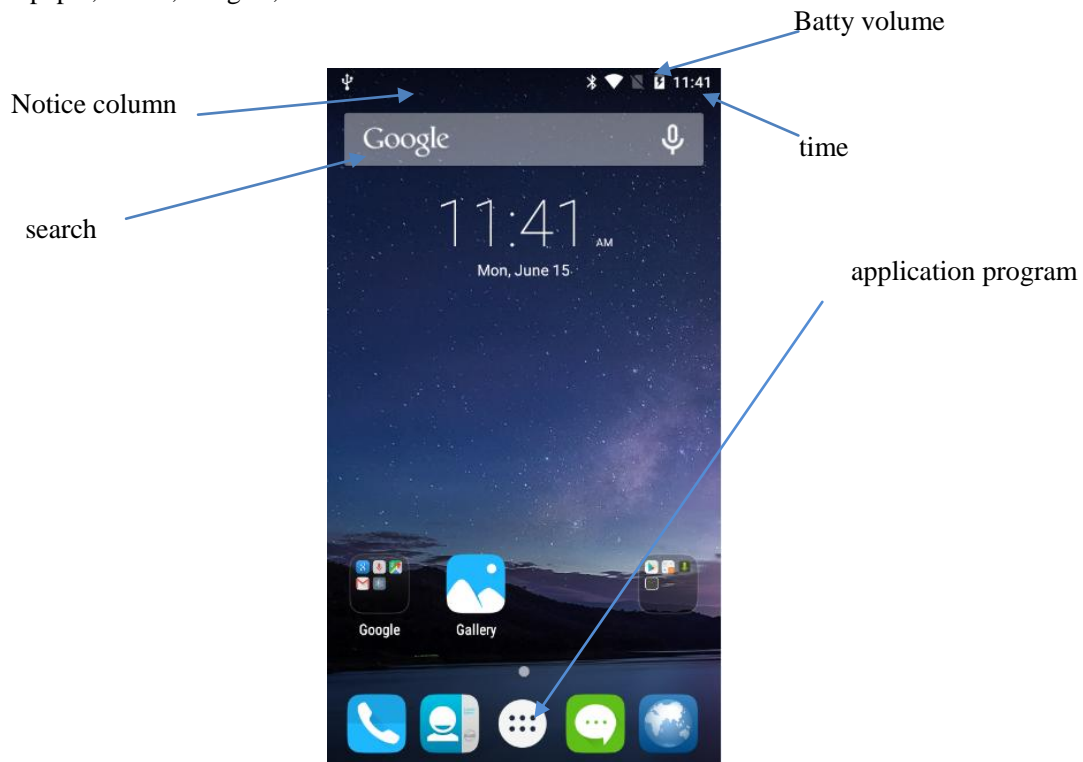 Batty volume
11:41
Notice column
Google
time
search
11:41 AM
Mon, June 15
application program
Google
Gallery